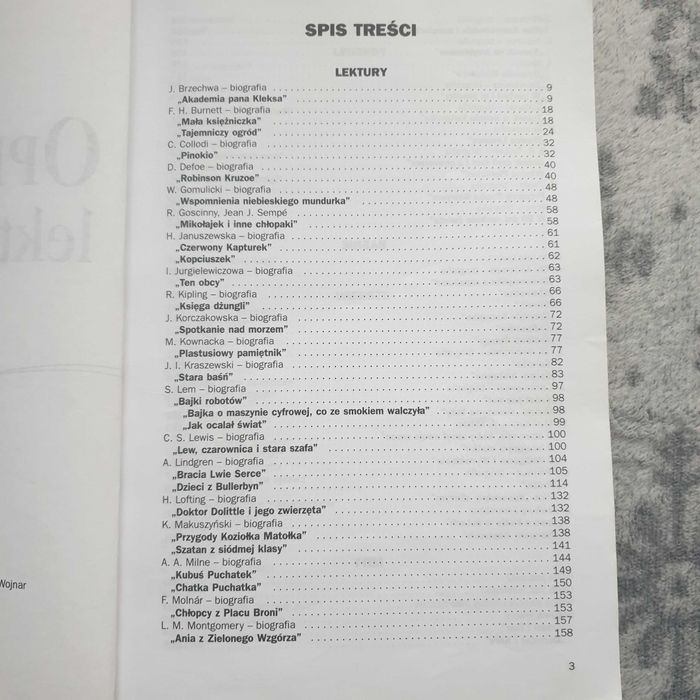 SPIS TREŚCI
LEKTURY
J. Brzechwa – biografia . . . . . . . . . . 9
„Akademia pana Kleksa” . . . . . . . . . . 9
F. H. Burnett – biografia . . . . . . . . . . 18
„Mała księżniczka” . . . . . . . . . . 18
„Tajemniczy ogród” . . . . . . . . . . 24
C. Collodi – biografia . . . . . . . . . . 32
„Pinokio” . . . . . . . . . . 32
D. Defoe – biografia . . . . . . . . . . 40
„Robinson Kruzoe” . . . . . . . . . . 40
W. Gomulicki – biografia . . . . . . . . . . 48
„Wspomnienia niebieskiego mundurka” . . . . . . . . . . 48
R. Goscinny, Jean J. Sempé . . . . . . . . . . 58
„Mikołajek i inne chłopaki” . . . . . . . . . . 58
H. Januszewska – biografia . . . . . . . . . . 61
„Czerwony Kapturek” . . . . . . . . . . 61
„Kopciuszek” . . . . . . . . . . 62
I. Jurgielewiczowa – biografia . . . . . . . . . . 63
„Ten obcy” . . . . . . . . . . 63
R. Kipling – biografia . . . . . . . . . . 66
„Księga dżungli” . . . . . . . . . . 66
J. Korczakowska – biografia . . . . . . . . . . 72
„Spotkanie nad morzem” . . . . . . . . . . 72
M. Kownacka – biografia . . . . . . . . . . 77
„Plastusiowy pamiętnik” . . . . . . . . . . 77
J. I. Kraszewski – biografia . . . . . . . . . . 82
„Stara baśń” . . . . . . . . . . 83
S. Lem – biografia . . . . . . . . . . 97
„Bajki robotów” . . . . . . . . . . 98
„Bajka o maszynie cyfrowej, co ze smokiem walczyła” . . . . . . . . . . 98
„Jak ocalał świat” . . . . . . . . . . 99
C. S. Lewis – biografia . . . . . . . . . . 100
„Lew, czarownica i stara szafa” . . . . . . . . . . 100
A. Lindgren – biografia . . . . . . . . . . 104
„Bracia Lwie Serce” . . . . . . . . . . 105
„Dzieci z Bullerbyn” . . . . . . . . . . 114
H. Lofting – biografia . . . . . . . . . . 132
„Doktor Dolittle i jego zwierzęta” . . . . . . . . . . 132
K. Makuszyński – biografia . . . . . . . . . . 138
„Przygody Koziołka Matołka” . . . . . . . . . . 138
„Szatan z siódmej klasy” . . . . . . . . . . 141
A. A. Milne – biografia . . . . . . . . . . 144
„Kubuś Puchatek” . . . . . . . . . . 149
„Chatka Puchatka” . . . . . . . . . . 150
F. Molnár – biografia . . . . . . . . . . 153
„Chłopcy z Placu Broni” . . . . . . . . . . 153
L. M. Montgomery – biografia . . . . . . . . . . 157
„Ania z Zielonego Wzgórza” . . . . . . . . . . 158
3
Wojnar